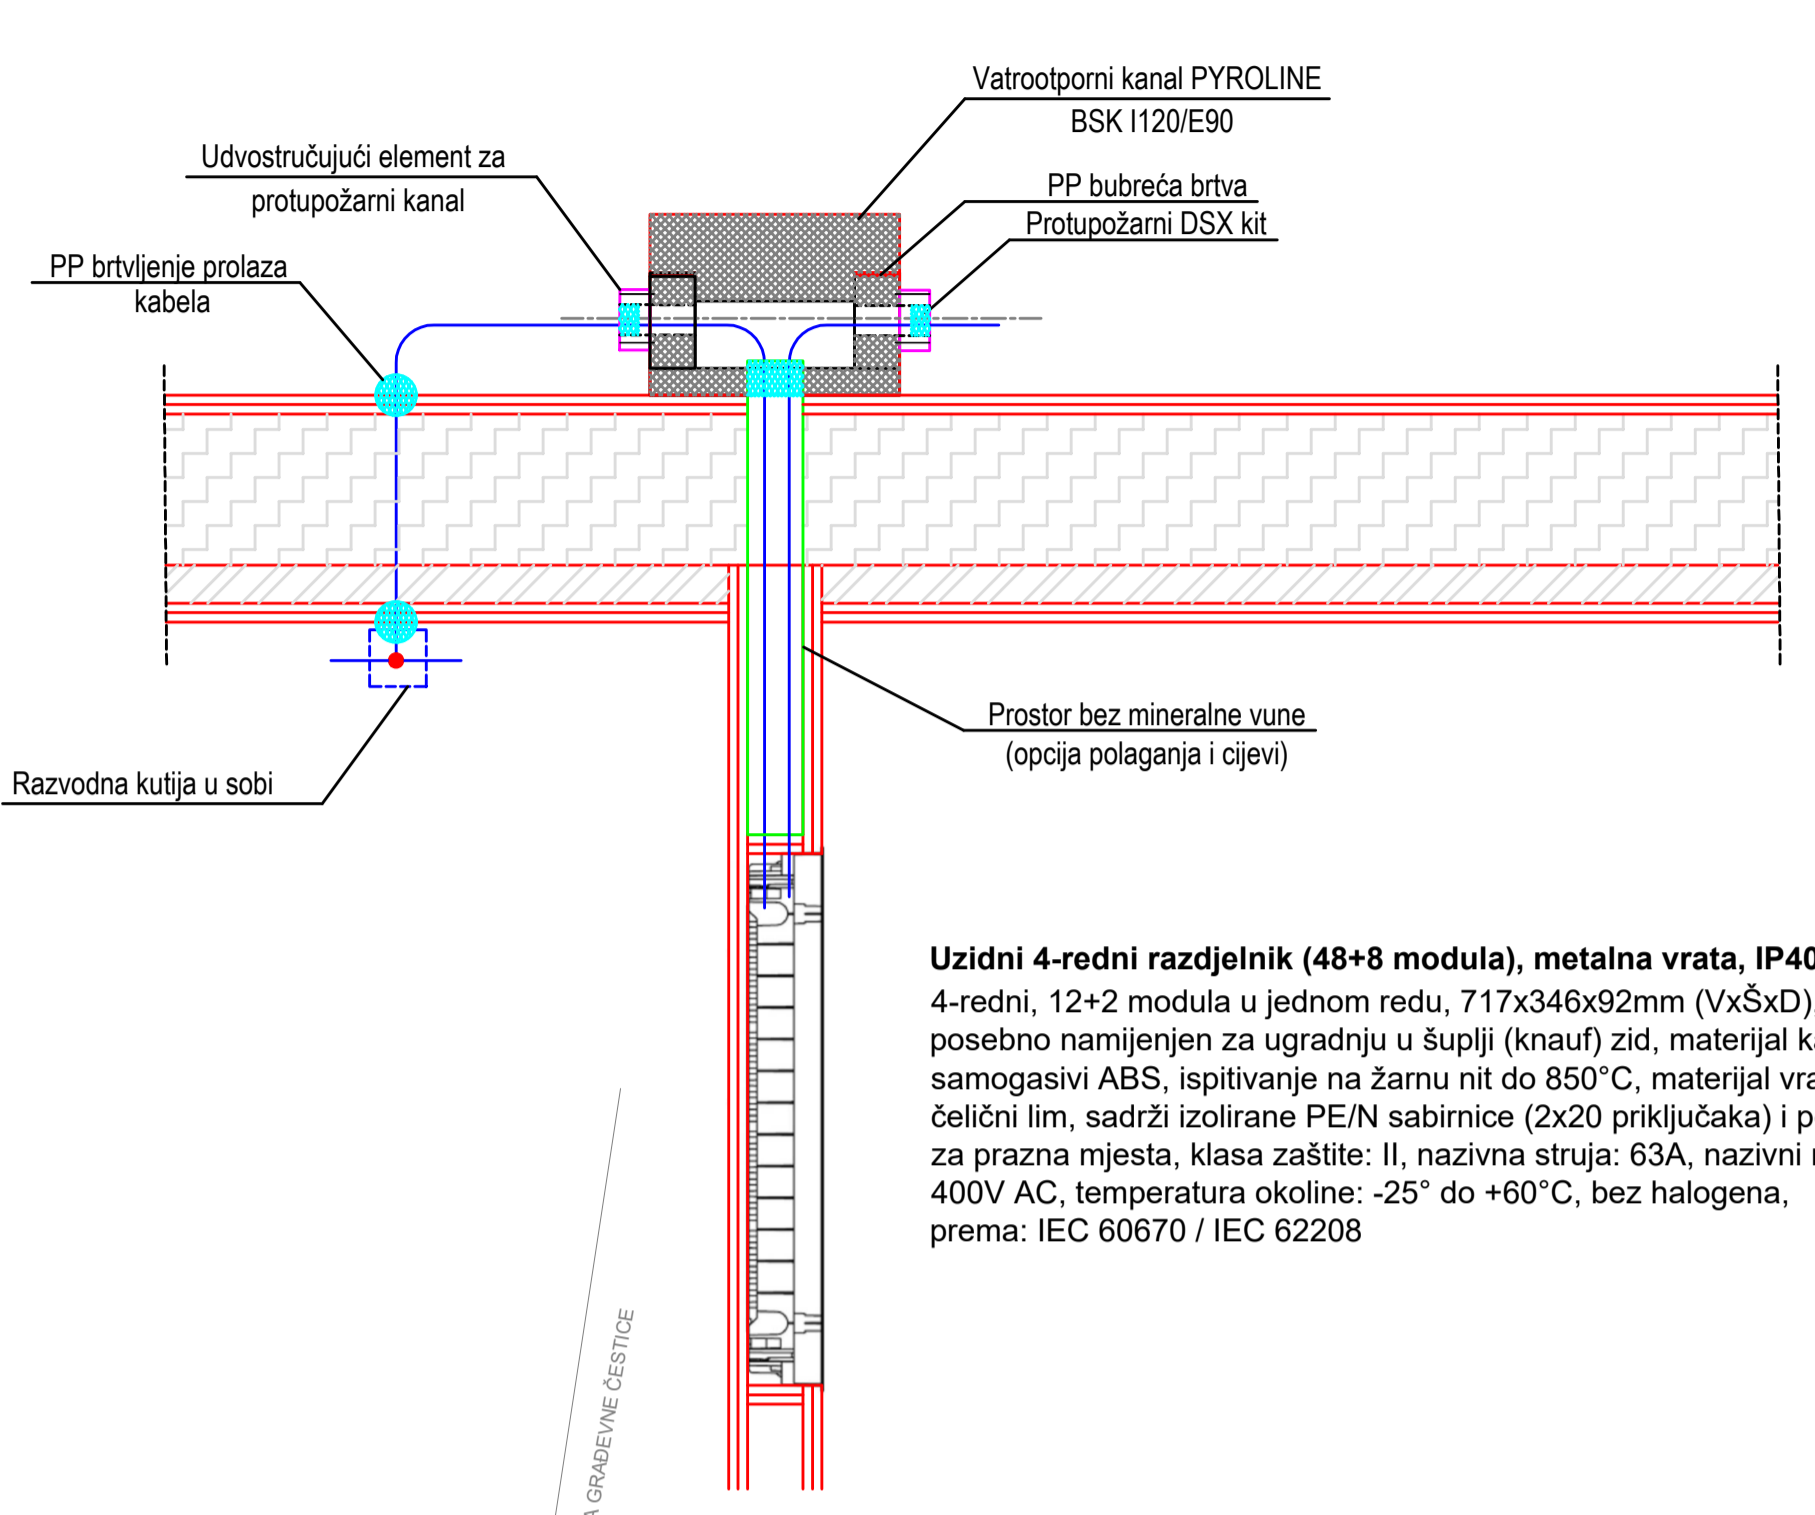 Vatrootporni kanal PYROLINE
BSK I120/E90
Udvostručujući element za
protupožarni kanal
PP bubreća brtva
Protupožarni DSX kit
PP brtvljenje prolaza
kabela
Prostor bez mineralne vune
(opcija polaganja i cijevi)
Razvodna kutija u sobi
Uzidni 4-redni razdjelnik (48+8 modula), metalna vrata, IP40
4-redni, 12+2 modula u jednom redu, 717x346x92mm (VxŠxD)
posebno namijenjen za ugradnju u šuplji (knauf) zid, materijal
samogasivi ABS, ispitivanje na žarnu nit do 850°C, materijal
čelični lim, sadrži izolirane PE/N sabirnice (2x20 priključaka) i
za prazna mjesta, klasa zaštite: II, nazivna struja: 63A, nazivni
400V AC, temperatura okoline: -25° do +60°C, bez halogena,
prema: IEC 60670 / IEC 62208
GRAĐEVNE ČESTICE